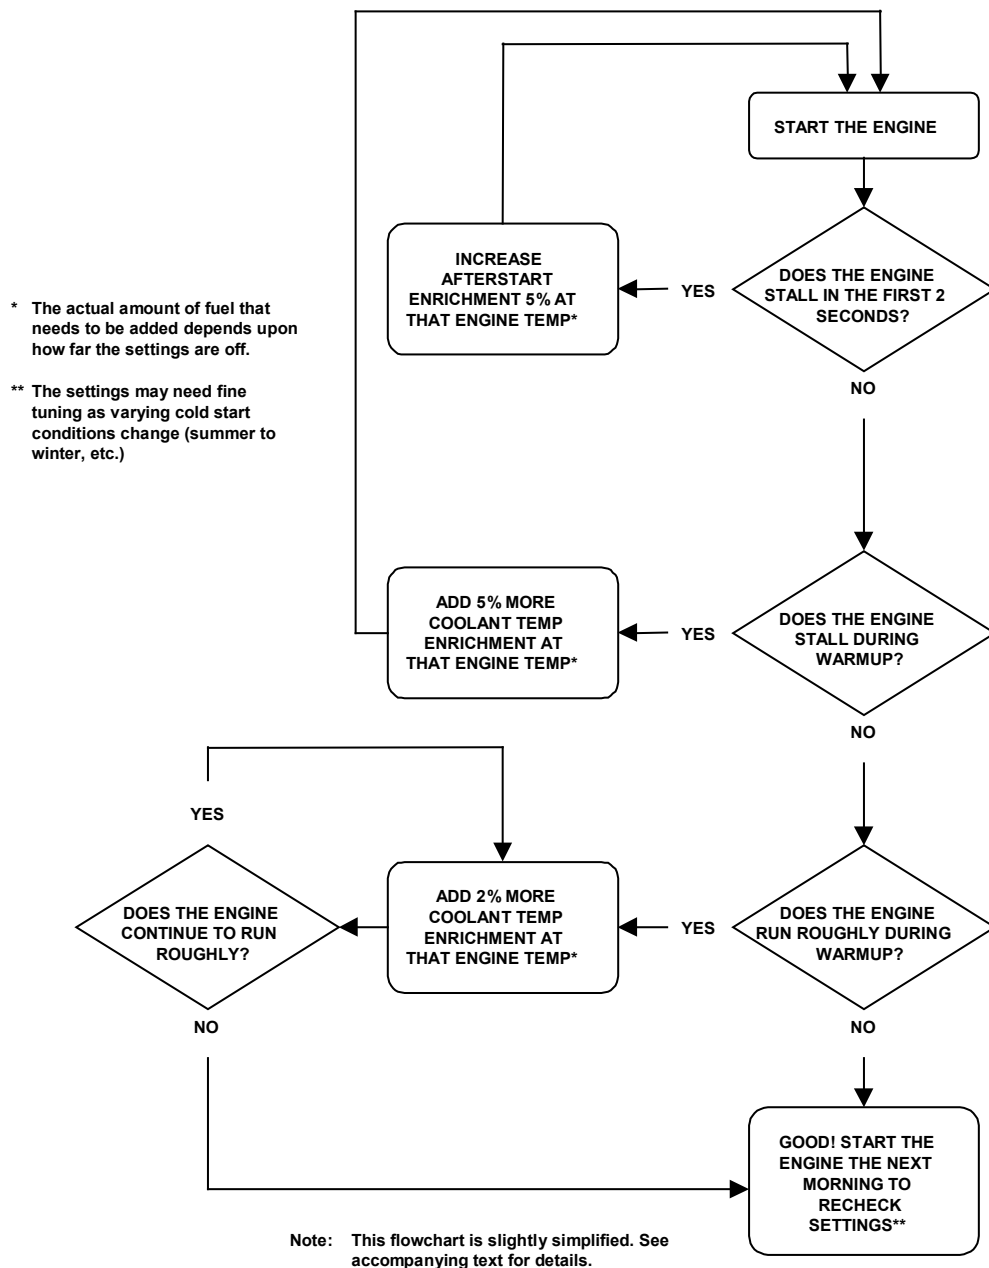 START THE ENGINE
INCREASE
AFTERSTART
ENRICHMENT 5% AT
THAT ENGINE TEMP*
YES
DOES THE ENGINE
STALL IN THE FIRST 2
SECONDS?
NO
* The actual amount of fuel that
needs to be added depends upon
how far the settings are off.
** The settings may need fine
tuning as varying cold start
conditions change (summer to
winter, etc.)
ADD 5% MORE
COOLANT TEMP
ENRICHMENT AT
THAT ENGINE TEMP*
YES
DOES THE ENGINE
STALL DURING
WARMUP?
NO
YES
DOES THE ENGINE
CONTINUE TO RUN
ROUGHLY?
NO
ADD 2% MORE
COOLANT TEMP
ENRICHMENT AT
THAT ENGINE TEMP*
YES
DOES THE ENGINE
RUN ROUGHLY DURING
WARMUP?
NO
GOOD! START THE
ENGINE THE NEXT
MORNING TO
RECHECK
SETTINGS**
Note: This flowchart is slightly simplified. See
accompanying text for details.